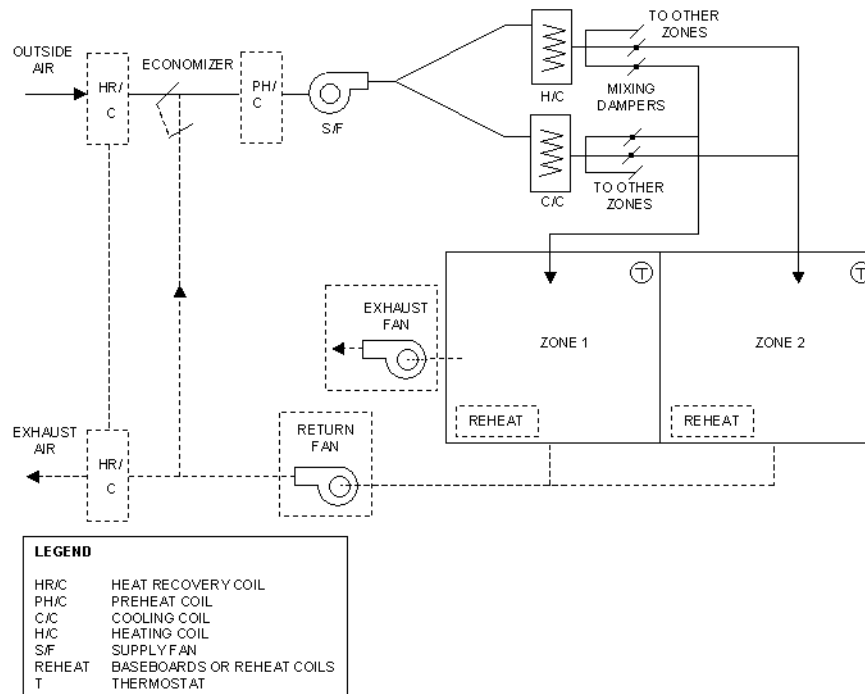 TO OTHER
ZONES
OUTSIDE
AIR
ECONOMIZER
HR/
C
PH/
C
S/F
H/C
MIXING
DAMPERS
C/C
TO OTHER
ZONES
T
T
EXHAUST
FAN
ZONE 1
ZONE 2
REHEAT
REHEAT
EXHAUST
AIR
HR/
C
RETURN
FAN
LEGEND
HR/C HEAT RECOVERY COIL
PH/C PREHEAT COIL
C/C COOLING COIL
H/C HEATING COIL
S/F SUPPLY FAN
REHEAT BASEBOARDS OR REHEAT COILS
T THERMOSTAT